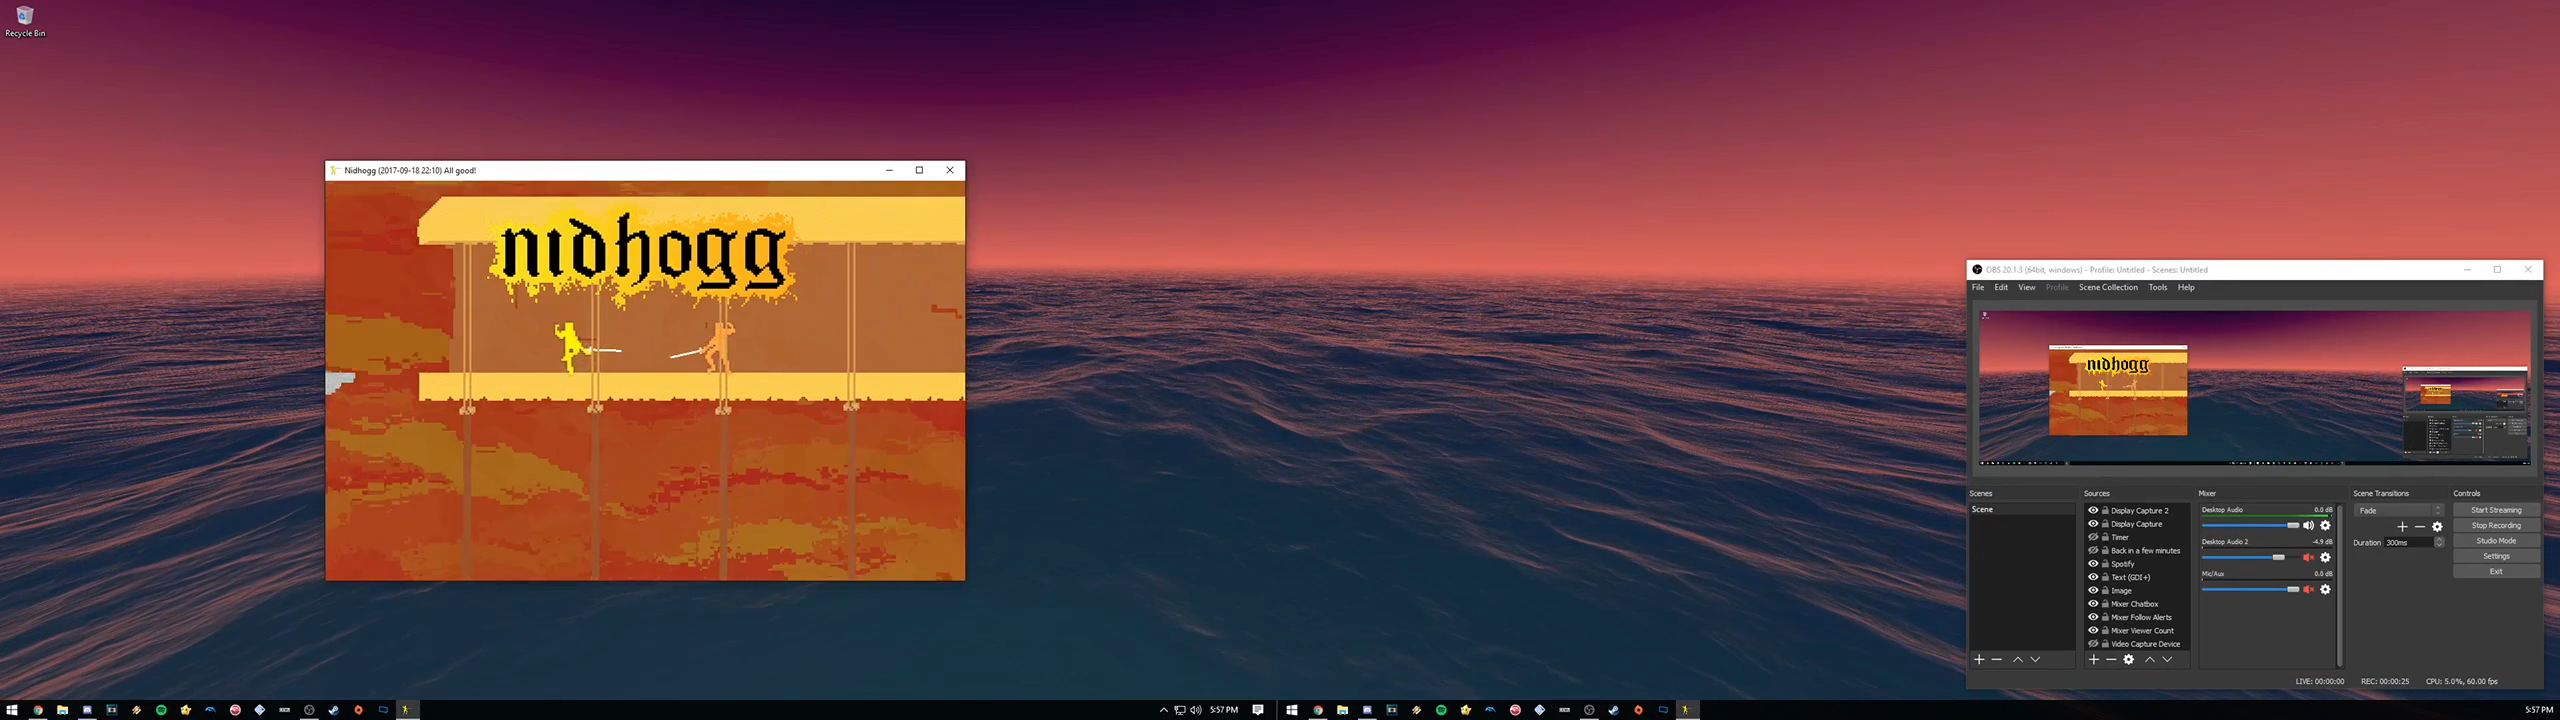 Recycle Bin
Nidhogg (2017-09-18 22:10) All good!
nidhogg
OBS 20.1.3 (64bit, windows) - Profile: Untitled - Scenes: Untitled
File Edit View Profile Scene Collection Tools Help
nidhogg
Scenes Sources Mixer Scene Transitions Controls
Scene
Display Capture 2
Display Capture
Timer
Back in a few minutes
Spotify
Text (GDI+)
Image
Mixer Chatbox
Mixer Follow Alerts
Mixer Viewer Count
Video Capture Device
Desktop Audio 0.0 dB
Desktop Audio 2 -4.9 dB
Mic/Aux 0.0 dB
Fade
Duration 300ms
Start Streaming
Stop Recording
Studio Mode
Settings
Exit
LIVE: 00:00:00 REC: 00:00:25 CPU: 5.0%, 60.00 fps
5:57 PM
5:57 PM